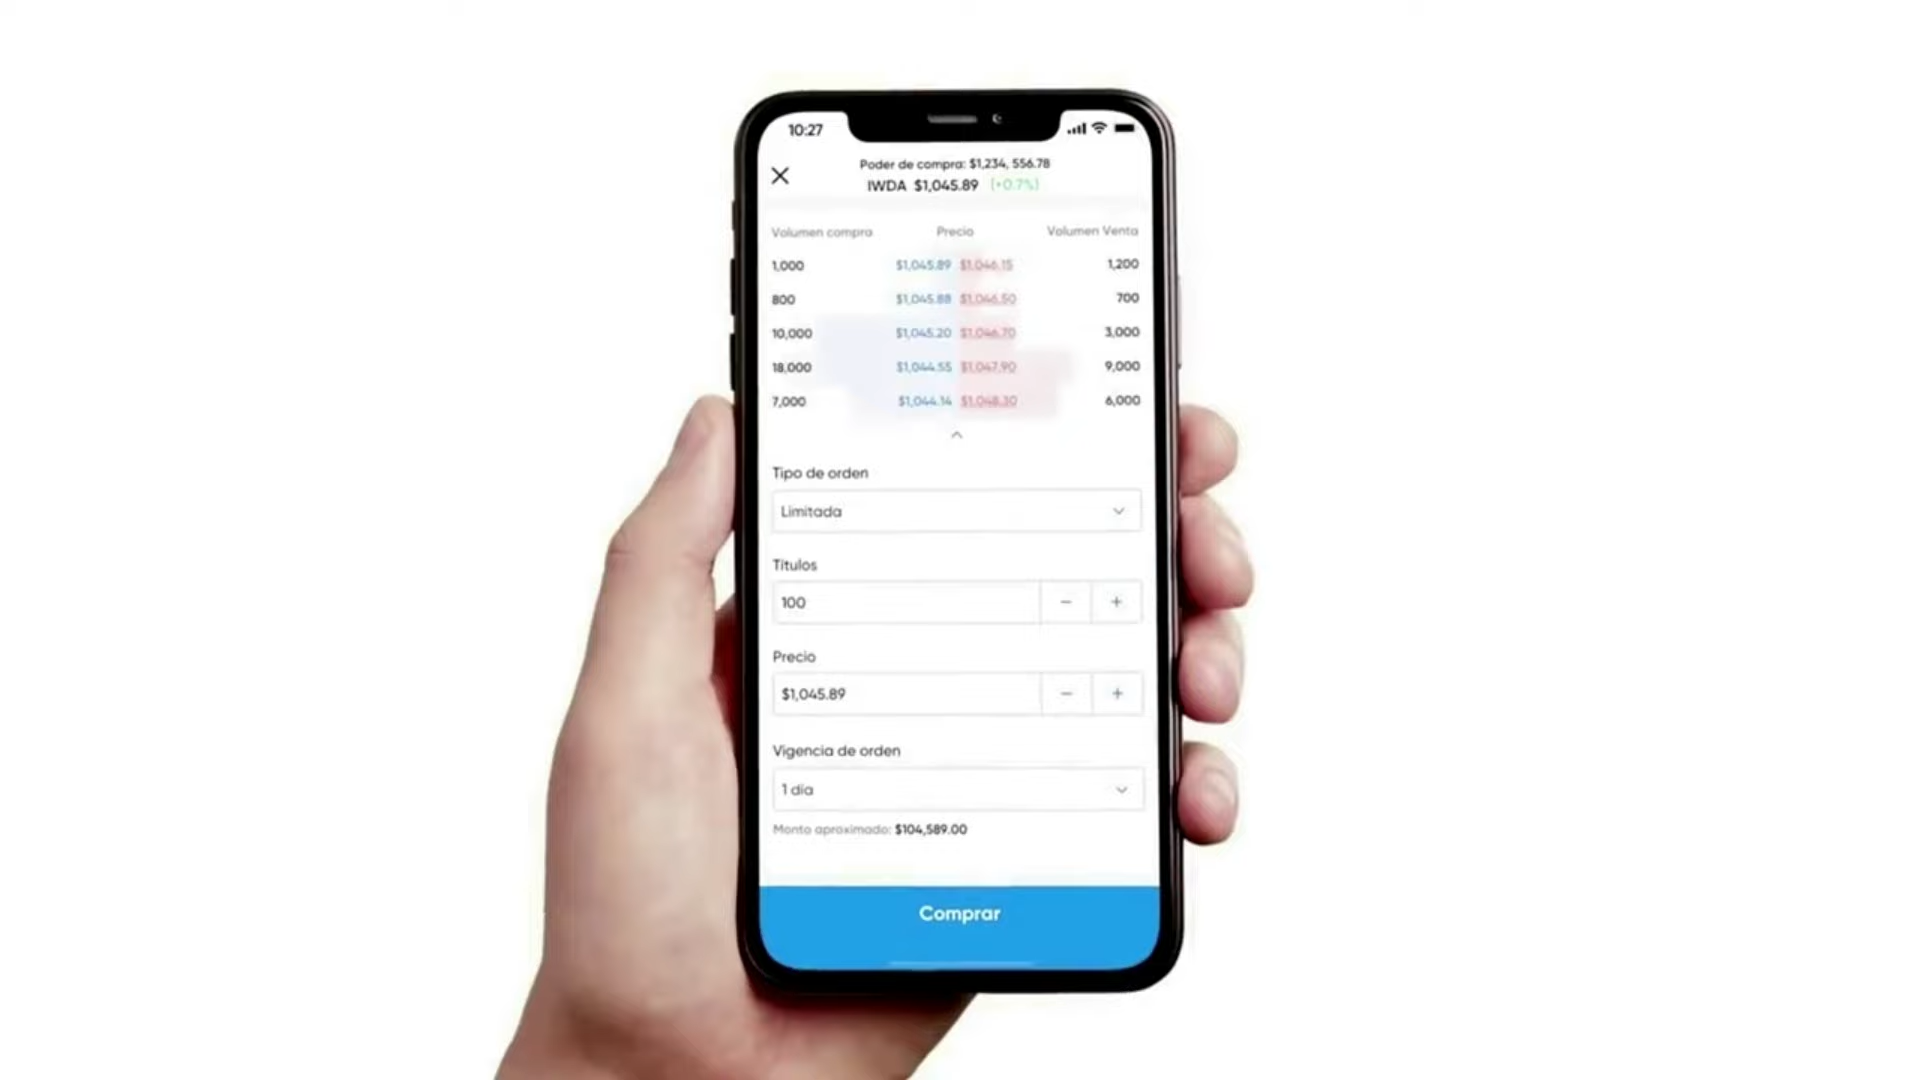 10:27
Poder de compra: $1,234, 556.78
IWDA $1,045.89 (+0.7%)
Volumen compra Precio Volumen Venta
1,000 $1,045.89 $1.046.15 1,200
800 $1,045.88 $1.046.50 700
10,000 $1,045.20 $1.046.70 3,000
18,000 $1,044.55 $1.047.90 9,000
7,000 $1,044.14 $1.048.30 6,000
Tipo de orden
Limitada
Títulos
100
Precio
$1,045.89
Vigencia de orden
1 día
Monto aproximado: $104,589.00
Comprar